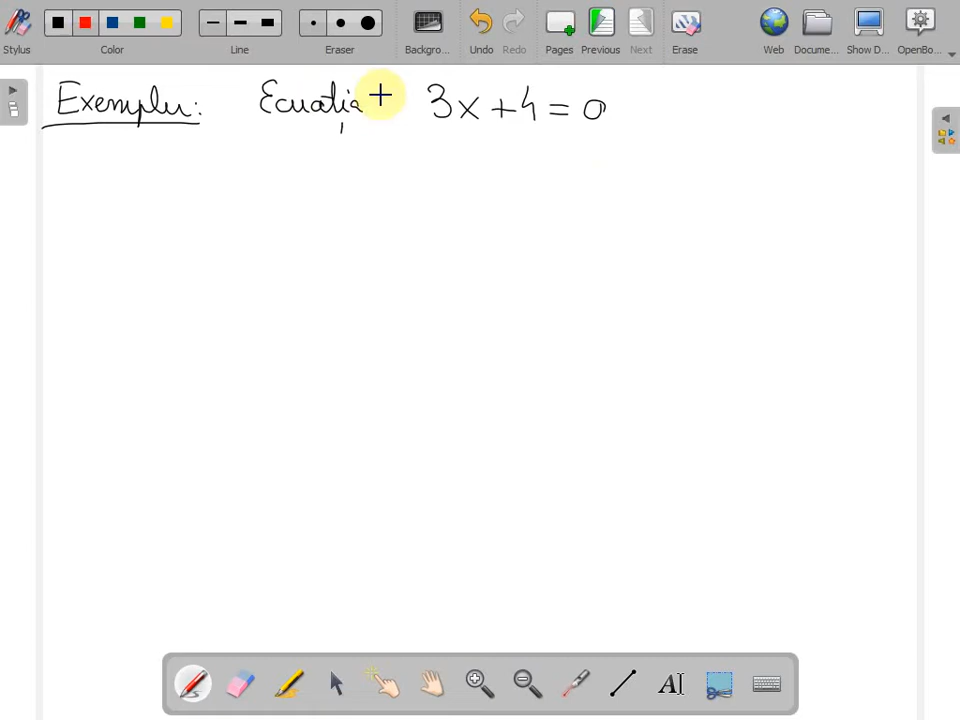 Stylus Color Line Eraser Backgro... Undo Redo Pages Previous Next Erase Web Docume... Show D... OpenBo...
Exemplu: Ecuația 3x + 4 = 0